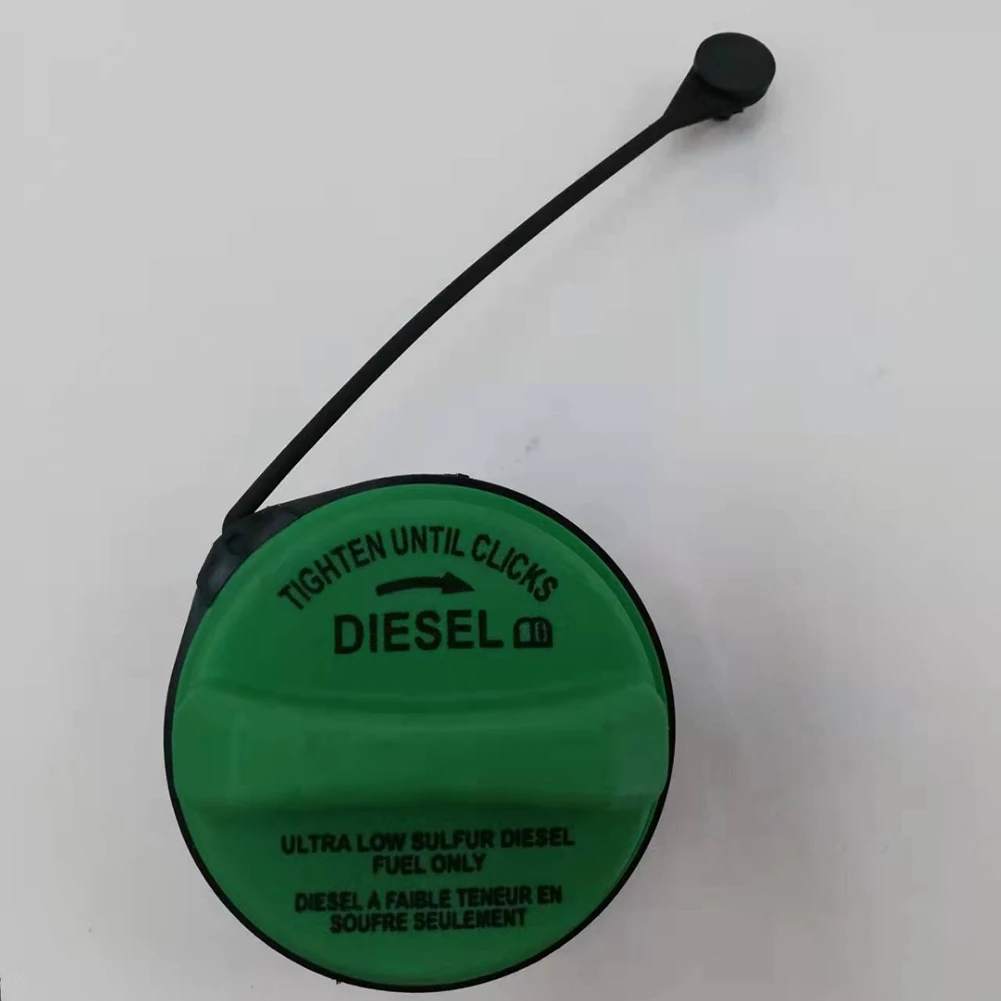 TIGHTEN UNTIL CLICKS
DIESEL
ULTRA LOW SULFUR DIESEL
FUEL ONLY
DIESEL A FAIBLE TENEUR EN
SOUFRE SEULEMENT